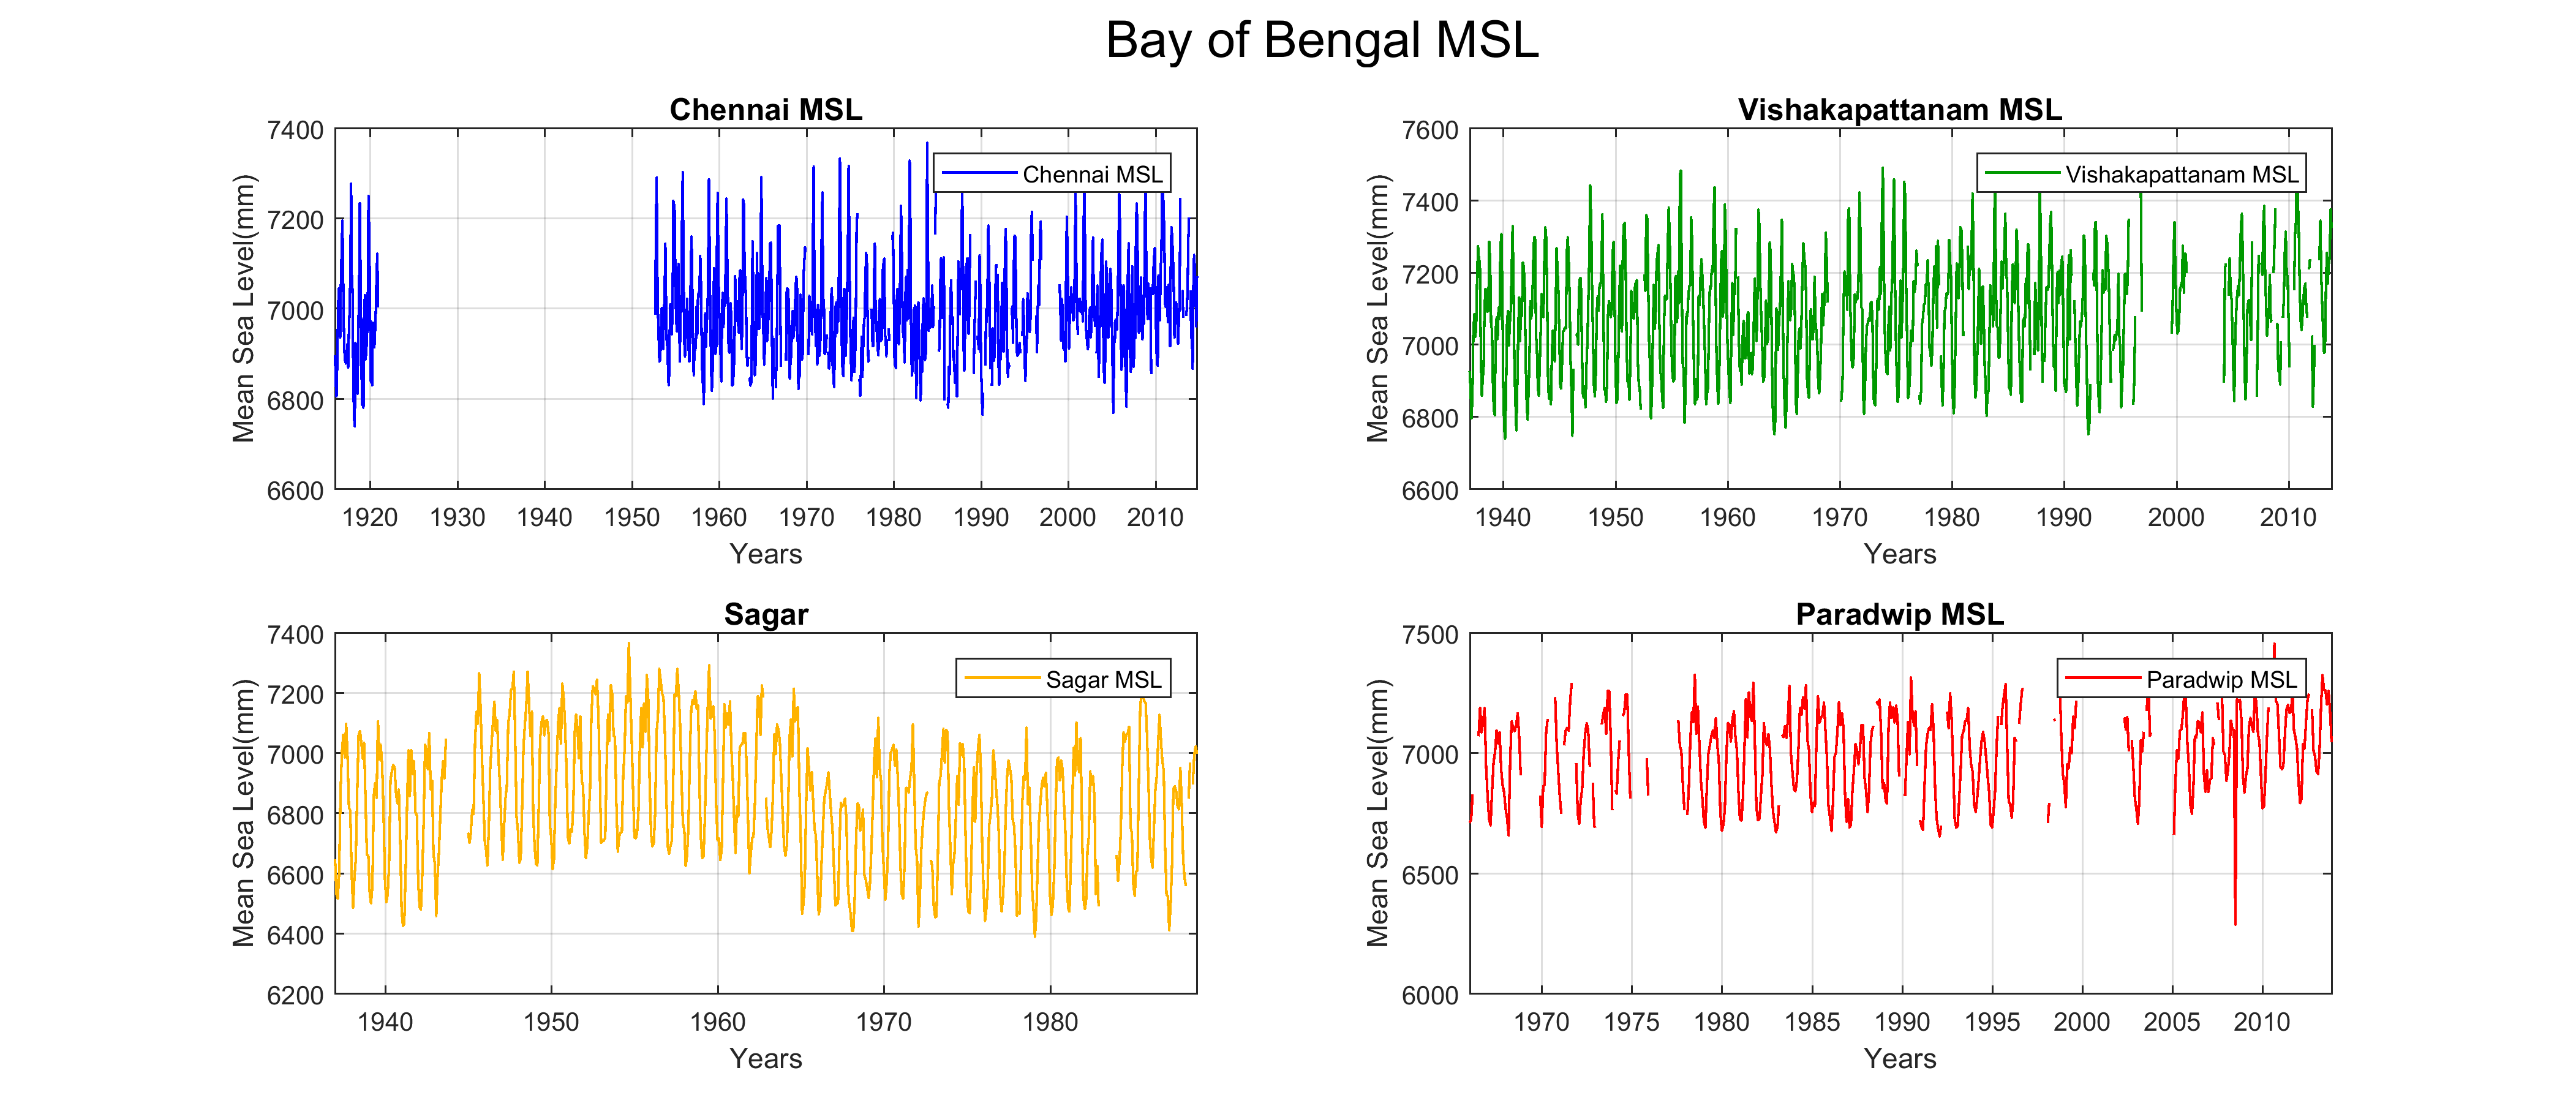 Bay of Bengal MSL
Chennai MSL
7400
7200
7000
6800
6600
Mean Sea Level(mm)
Chennai MSL
1920 1930 1940 1950 1960 1970 1980 1990 2000 2010
Years
Vishakapattanam MSL
7600
7400
7200
7000
6800
6600
Mean Sea Level(mm)
Vishakapattanam MSL
1940 1950 1960 1970 1980 1990 2000 2010
Years
Sagar
7400
7200
7000
6800
6600
6400
6200
Mean Sea Level(mm)
Sagar MSL
1940 1950 1960 1970 1980
Years
Paradwip MSL
7500
7000
6500
6000
Mean Sea Level(mm)
Paradwip MSL
1970 1975 1980 1985 1990 1995 2000 2005 2010
Years